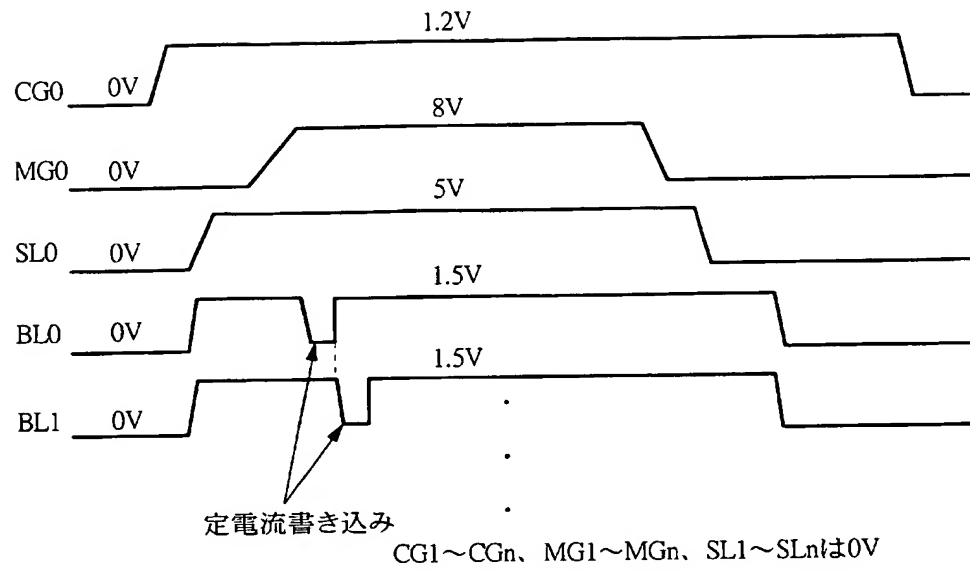 1.2V
CG0 0V
8V
MG0 0V
5V
SL0 0V
1.5V
BL0 0V
1.5V
BL1 0V
定電流書き込み
CG1～CGn、MG1～MGn、SL1～SLnは0V